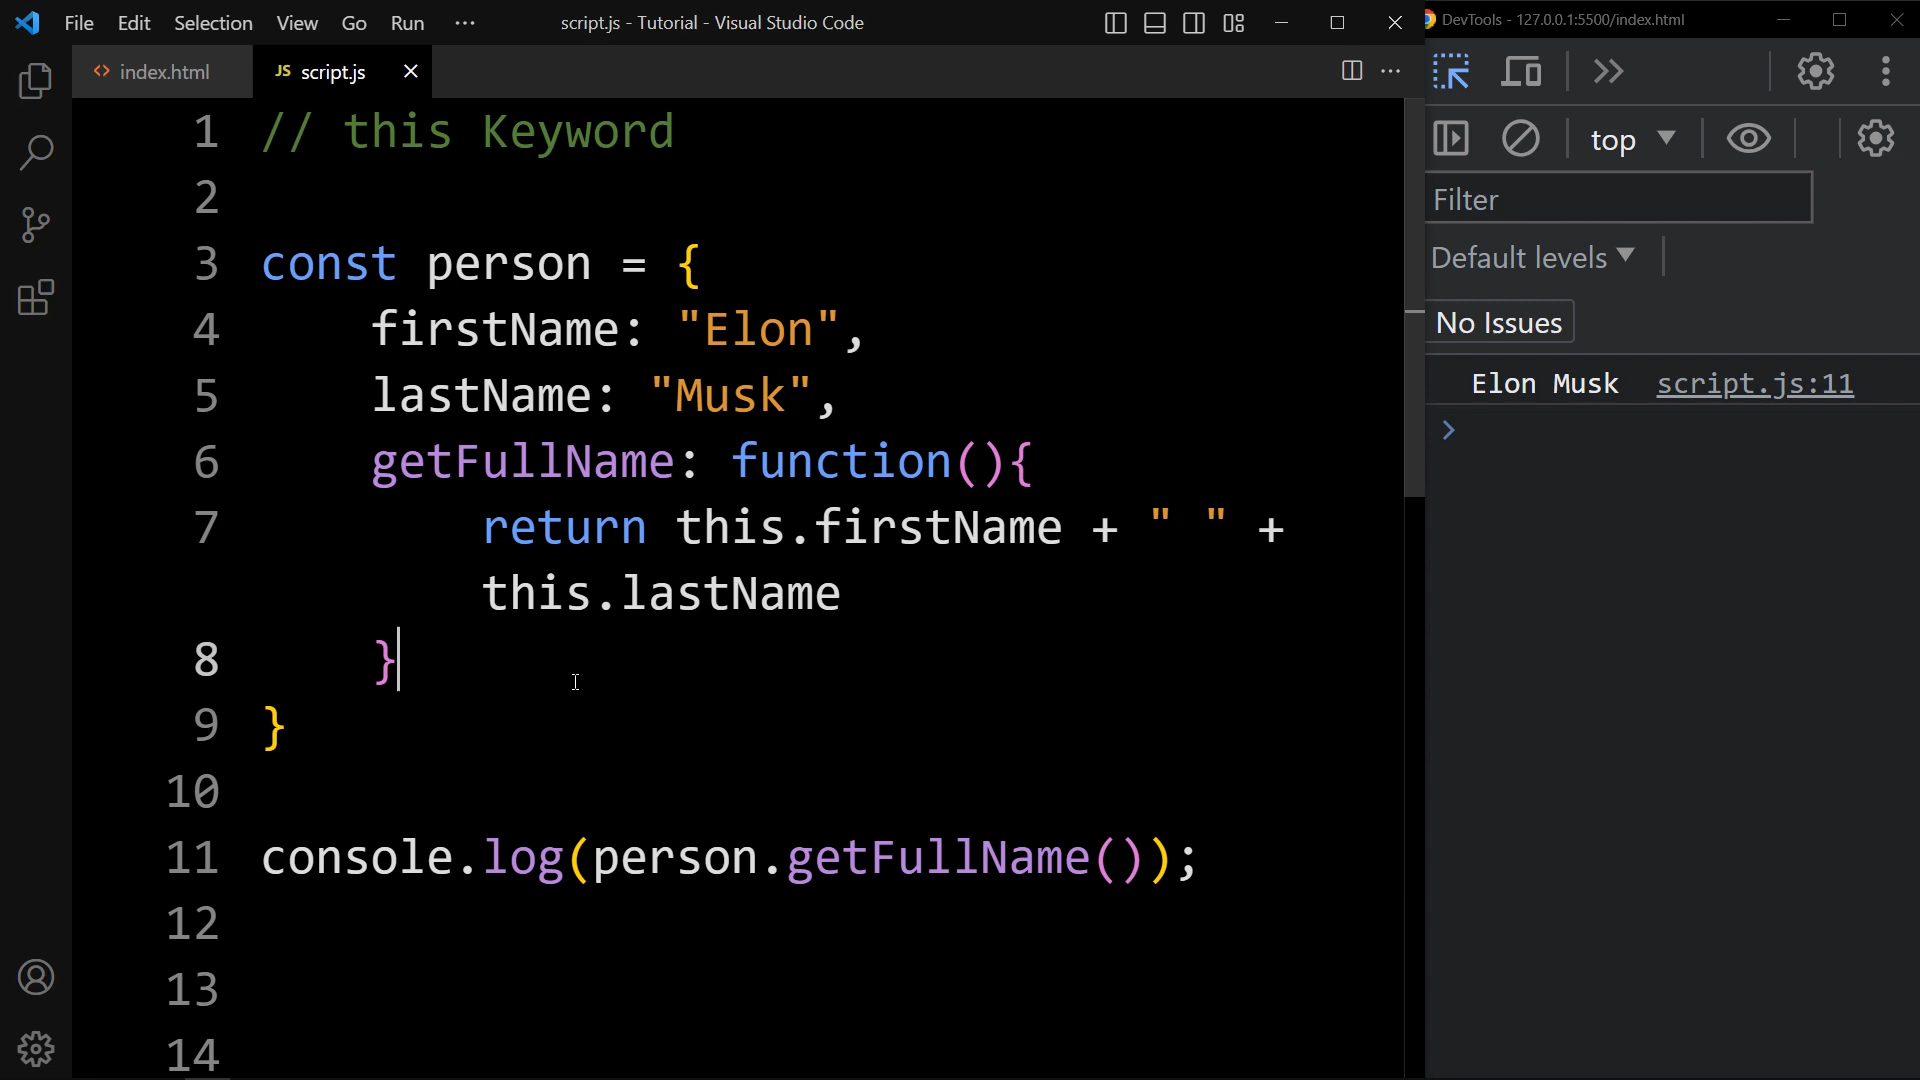 File Edit Selection View Go Run ··· script.js - Tutorial - Visual Studio Code
DevTools - 127.0.0.1:5500/index.html
<> index.html JS script.js
1 // this Keyword
2
3 const person = {
4 firstName: "Elon",
5 lastName: "Musk",
6 getFullName: function(){
7 return this.firstName + " " +
this.lastName
8 }
9 }
10
11 console.log(person.getFullName());
12
13
14
top
Filter
Default levels
No Issues
Elon Musk script.js:11
>